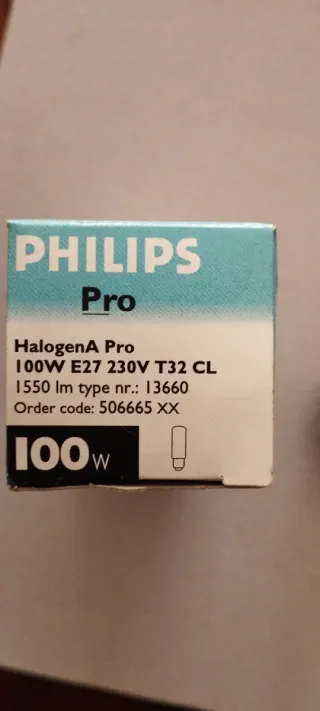 PHILIPS
Pro
HalogenA Pro
100W E27 230V T32 CL
1550 lm type nr.: 13660
Order code: 506665 XX
100W